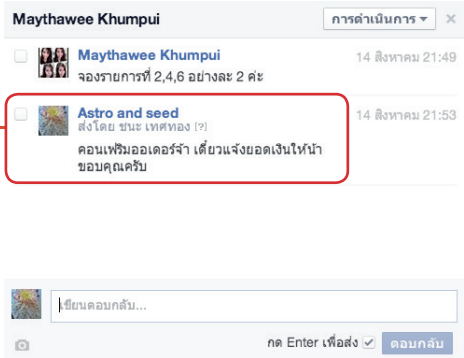 Maythawee Khumpui
การดำเนินการ
Maythawee Khumpui
14 สิงหาคม 21:49
จองรายการที่ 2,4,6 อย่างละ 2 ค่ะ
Astro and seed
14 สิงหาคม 21:53
ส่งโดย ชนะ เทศทอง [?]
คอนเฟริมออเดอร์จ้า เดี๋ยวแจ้งยอดเงินให้น้า
ขอบคุณครับ
เขียนตอบกลับ...
กด Enter เพื่อส่ง
ตอบกลับ